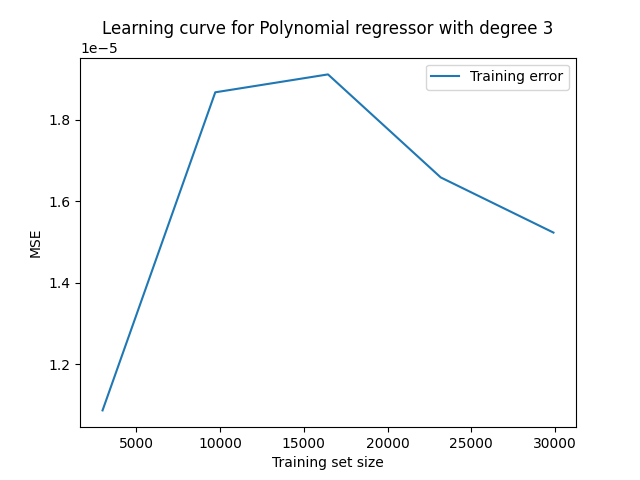 Learning curve for Polynomial regressor with degree 3
1e−5
Training error
1.8
1.6
1.4
1.2
MSE
5000 10000 15000 20000 25000 30000
Training set size